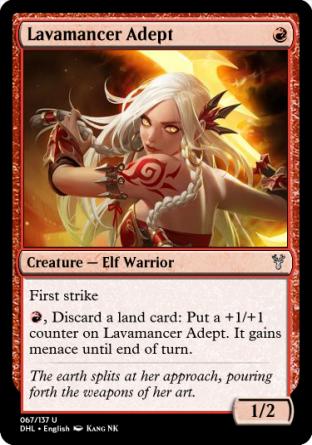 Lavamancer Adept
Creature — Elf Warrior
First strike
, Discard a land card: Put a +1/+1
counter on Lavamancer Adept. It gains
menace until end of turn.
The earth splits at her approach, pouring
forth the weapons of her art.
1/2
067/137 U
DHL • English Kang NK